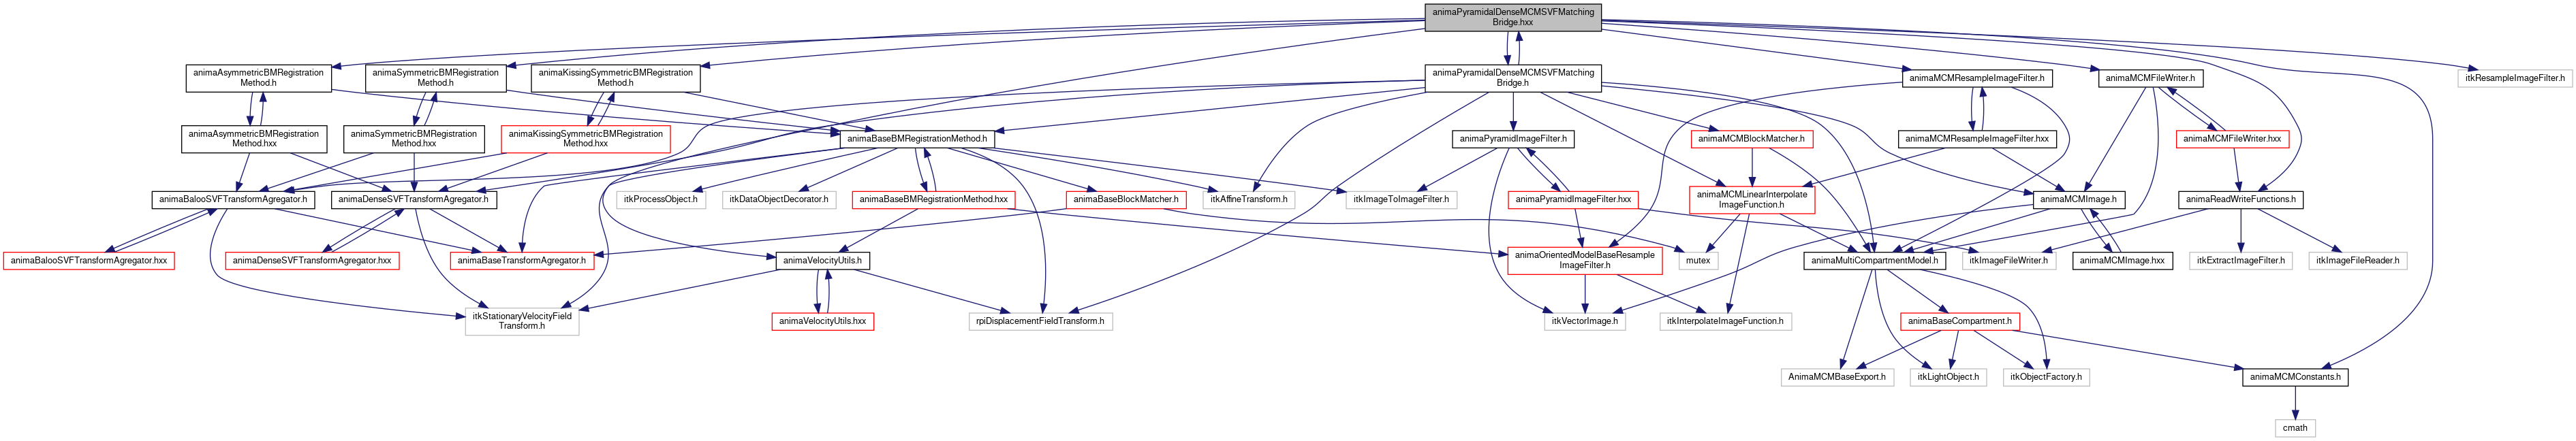 animaPyramidalDenseMCMSVFMatching
Bridge.hxx
animaAsymmetricBMRegistration
Method.h
animaSymmetricBMRegistration
Method.h
animaKissingSymmetricBMRegistration
Method.h
animaPyramidalDenseMCMSVFMatching
Bridge.h
animaMCMResampleImageFilter.h
animaMCMFileWriter.h
itkResampleImageFilter.h
animaAsymmetricBMRegistration
Method.hxx
animaSymmetricBMRegistration
Method.hxx
animaKissingSymmetricBMRegistration
Method.hxx
animaBaseBMRegistrationMethod.h
animaPyramidImageFilter.h
animaMCMBlockMatcher.h
animaMCMResampleImageFilter.hxx
animaMCMFileWriter.hxx
animaBalooSVFTransformAgregator.h
animaDenseSVFTransformAgregator.h
itkProcessObject.h
itkDataObjectDecorator.h
animaBaseBMRegistrationMethod.hxx
animaBaseBlockMatcher.h
itkAffineTransform.h
itkImageToImageFilter.h
animaPyramidImageFilter.hxx
animaMCMLinearInterpolate
ImageFunction.h
animaMCMImage.h
animaReadWriteFunctions.h
animaBalooSVFTransformAgregator.hxx
animaDenseSVFTransformAgregator.hxx
animaBaseTransformAgregator.h
animaVelocityUtils.h
animaOrientedModelBaseResample
ImageFilter.h
mutex
animaMultiCompartmentModel.h
itkImageFileWriter.h
animaMCMImage.hxx
itkExtractImageFilter.h
itkImageFileReader.h
itkStationaryVelocityField
Transform.h
animaVelocityUtils.hxx
rpiDisplacementFieldTransform.h
itkVectorImage.h
itkInterpolateImageFunction.h
animaBaseCompartment.h
AnimaMCMBaseExport.h
itkLightObject.h
itkObjectFactory.h
animaMCMConstants.h
cmath